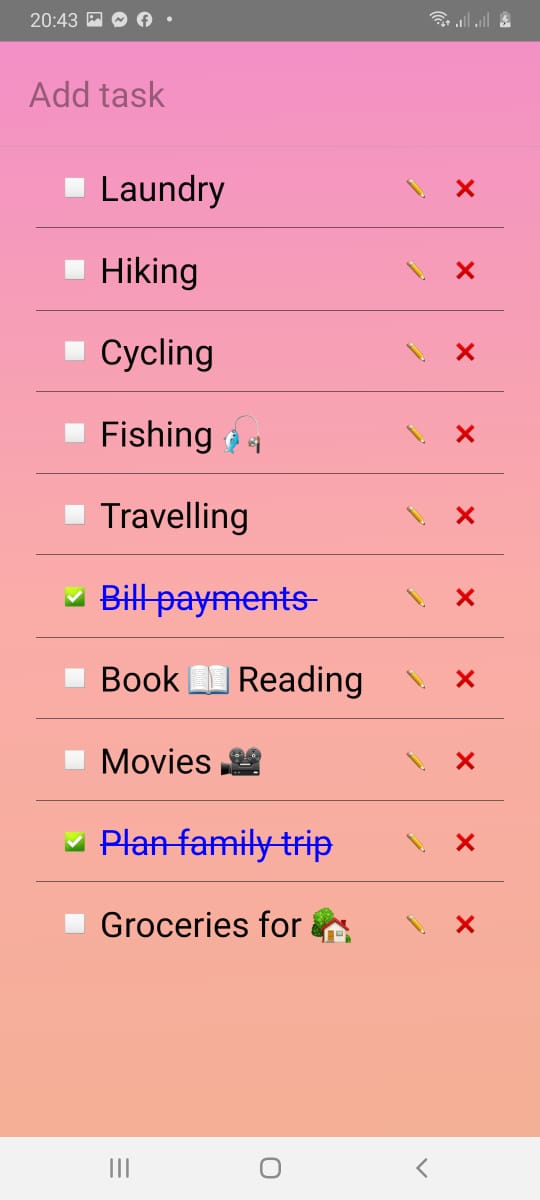 20:43
Add task
Laundry
Hiking
Cycling
Fishing 🎣
Travelling
Bill payments
Book 📖 Reading
Movies 🎥
Plan family trip
Groceries for 🏡